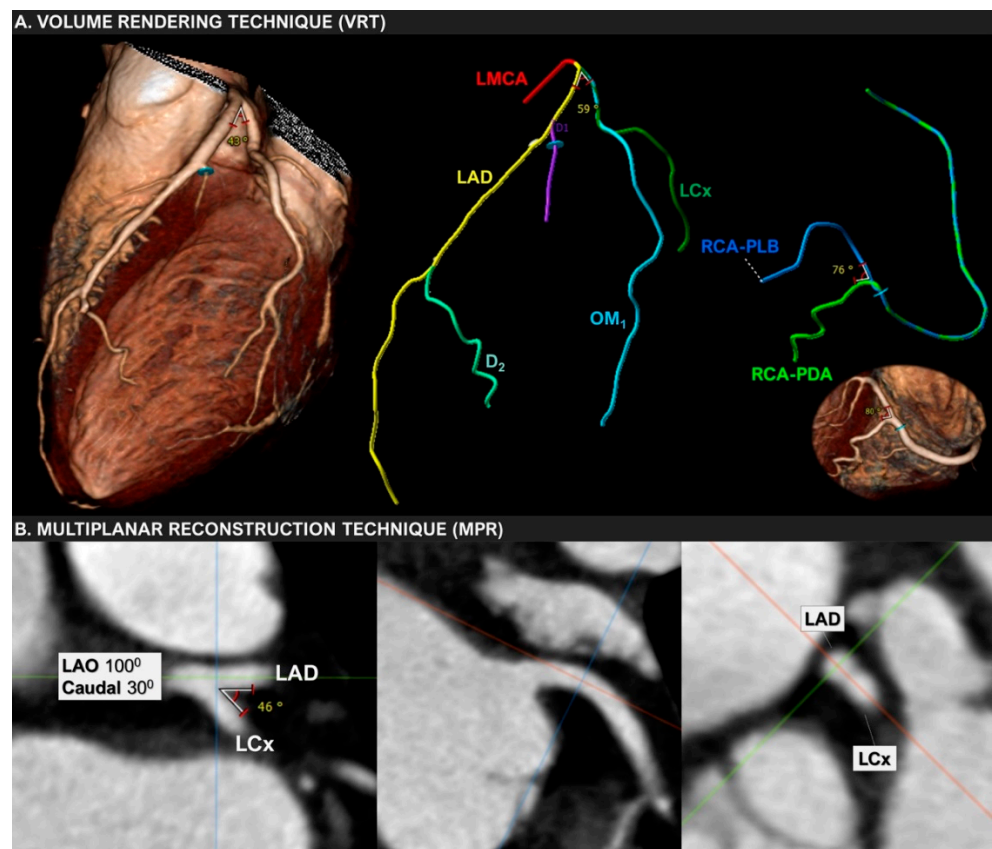 A. VOLUME RENDERING TECHNIQUE (VRT)
43 °
LMCA
59 °
D1
LAD
LCx
OM₁
D₂
RCA-PLB
76 °
RCA-PDA
80 °
B. MULTIPLANAR RECONSTRUCTION TECHNIQUE (MPR)
LAO 100⁰
Caudal 30⁰
LAD
46 °
LCx
LAD
LCx